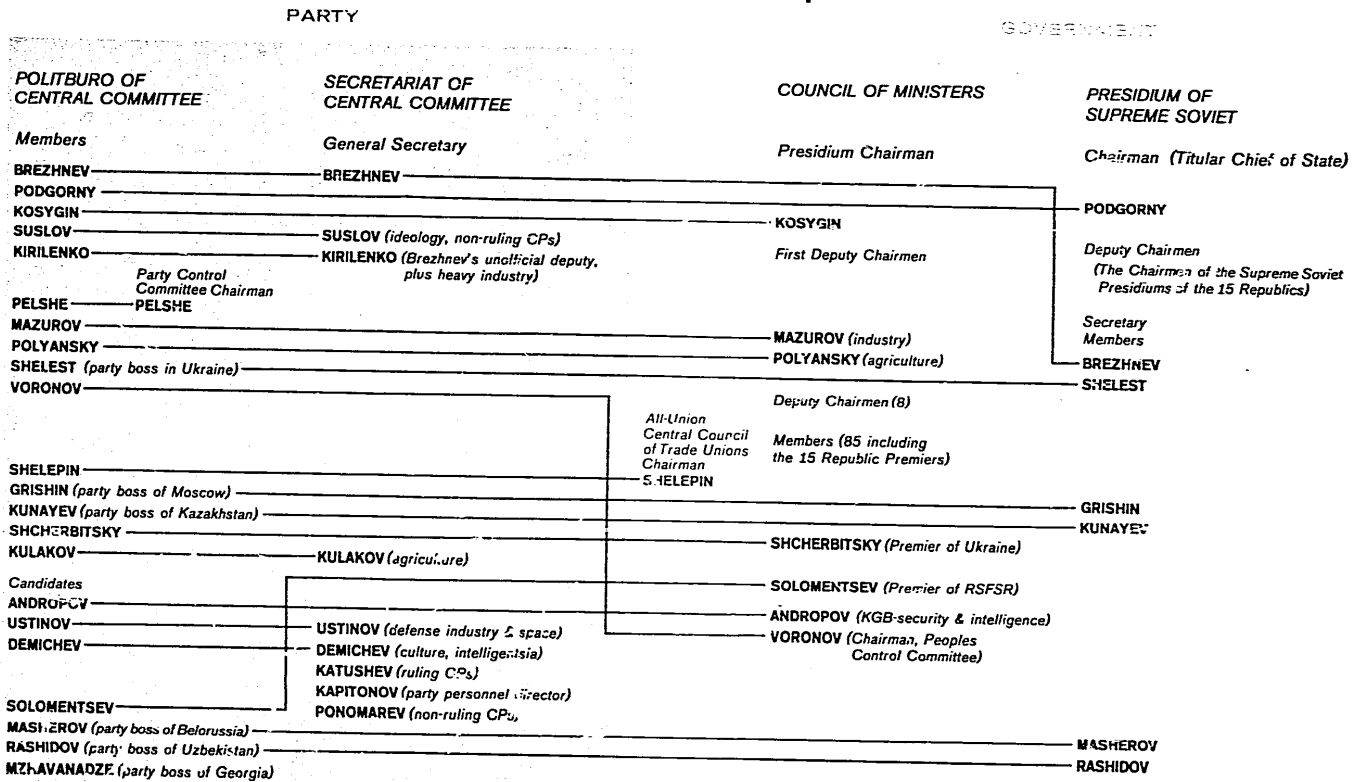 PARTY
POLITBURO OF
CENTRAL COMMITTEE
Members
BREZHNEV
PODGORNY
KOSYGIN
SUSLOV
KIRILENKO
Party Control
Committee Chairman
PELSHE
PELSHE
MAZUROV
POLYANSKY
SHELEST (party boss in Ukraine)
VORONOV
SHELEPIN
GRISHIN (party boss of Moscow)
KUNAYEV (party boss of Kazakhstan)
SHCHERBITSKY
KULAKOV
Candidates
ANDROPOV
USTINOV
DEMICHEV
SOLOMENTSEV
MASHEROV (party boss of Belorussia)
RASHIDOV (party boss of Uzbekistan)
MZHAVANADZE (party boss of Georgia)
SECRETARIAT OF
CENTRAL COMMITTEE
General Secretary
BREZHNEV
SUSLOV (ideology, non-ruling CPs)
KIRILENKO (Brezhnev's unofficial deputy,
plus heavy industry)
KULAKOV (agriculture)
USTINOV (defense industry & space)
DEMICHEV (culture, intelligentsia)
KATUSHEV (ruling CPs)
KAPITONOV (party personnel director)
PONOMAREV (non-ruling CPs)
All-Union
Central Council
of Trade Unions
Chairman
SHELEPIN
GOVERNMENT
COUNCIL OF MINISTERS
Presidium Chairman
KOSYGIN
First Deputy Chairmen
MAZUROV (industry)
POLYANSKY (agriculture)
Deputy Chairmen (8)
Members (85 including
the 15 Republic Premiers)
SHCHERBITSKY (Premier of Ukraine)
SOLOMENTSEV (Premier of RSFSR)
ANDROPOV (KGB-security & intelligence)
VORONOV (Chairman, Peoples
Control Committee)
PRESIDIUM OF
SUPREME SOVIET
Chairman (Titular Chief of State)
PODGORNY
Deputy Chairmen
(The Chairmen of the Supreme Soviet
Presidiums of the 15 Republics)
Secretary
Members
BREZHNEV
SHELEST
GRISHIN
KUNAYEV
MASHEROV
RASHIDOV